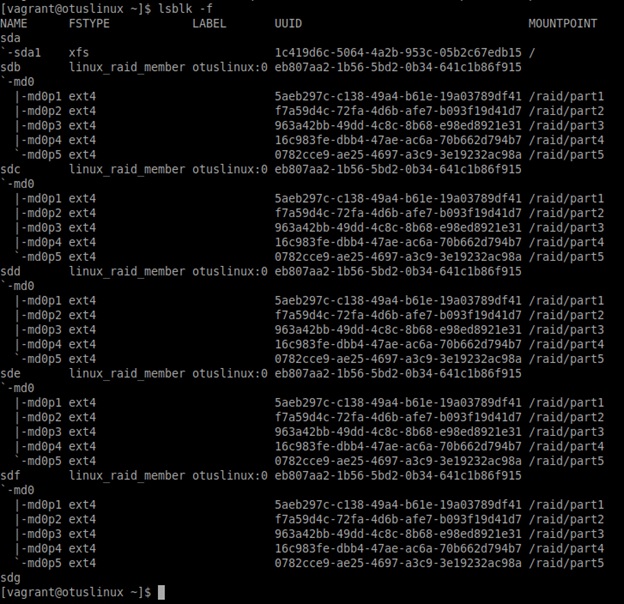 [vagrant@otuslinux ~]$ lsblk -f
NAME      FSTYPE            LABEL      UUID                                 MOUNTPOINT
sda
`-sda1    xfs                          1c419d6c-5064-4a2b-953c-05b2c67edb15 /
sdb       linux_raid_member otuslinux:0 eb807aa2-1b56-5bd2-0b34-641c1b86f915
`-md0
  |-md0p1 ext4                         5aeb297c-c138-49a4-b61e-19a03789df41 /raid/part1
  |-md0p2 ext4                         f7a59d4c-72fa-4d6b-afe7-b093f19d41d7 /raid/part2
  |-md0p3 ext4                         963a42bb-49dd-4c8c-8b68-e98ed8921e31 /raid/part3
  |-md0p4 ext4                         16c983fe-dbb4-47ae-ac6a-70b662d794b7 /raid/part4
  `-md0p5 ext4                         0782cce9-ae25-4697-a3c9-3e19232ac98a /raid/part5
sdc       linux_raid_member otuslinux:0 eb807aa2-1b56-5bd2-0b34-641c1b86f915
`-md0
  |-md0p1 ext4                         5aeb297c-c138-49a4-b61e-19a03789df41 /raid/part1
  |-md0p2 ext4                         f7a59d4c-72fa-4d6b-afe7-b093f19d41d7 /raid/part2
  |-md0p3 ext4                         963a42bb-49dd-4c8c-8b68-e98ed8921e31 /raid/part3
  |-md0p4 ext4                         16c983fe-dbb4-47ae-ac6a-70b662d794b7 /raid/part4
  `-md0p5 ext4                         0782cce9-ae25-4697-a3c9-3e19232ac98a /raid/part5
sdd       linux_raid_member otuslinux:0 eb807aa2-1b56-5bd2-0b34-641c1b86f915
`-md0
  |-md0p1 ext4                         5aeb297c-c138-49a4-b61e-19a03789df41 /raid/part1
  |-md0p2 ext4                         f7a59d4c-72fa-4d6b-afe7-b093f19d41d7 /raid/part2
  |-md0p3 ext4                         963a42bb-49dd-4c8c-8b68-e98ed8921e31 /raid/part3
  |-md0p4 ext4                         16c983fe-dbb4-47ae-ac6a-70b662d794b7 /raid/part4
  `-md0p5 ext4                         0782cce9-ae25-4697-a3c9-3e19232ac98a /raid/part5
sde       linux_raid_member otuslinux:0 eb807aa2-1b56-5bd2-0b34-641c1b86f915
`-md0
  |-md0p1 ext4                         5aeb297c-c138-49a4-b61e-19a03789df41 /raid/part1
  |-md0p2 ext4                         f7a59d4c-72fa-4d6b-afe7-b093f19d41d7 /raid/part2
  |-md0p3 ext4                         963a42bb-49dd-4c8c-8b68-e98ed8921e31 /raid/part3
  |-md0p4 ext4                         16c983fe-dbb4-47ae-ac6a-70b662d794b7 /raid/part4
  `-md0p5 ext4                         0782cce9-ae25-4697-a3c9-3e19232ac98a /raid/part5
sdf       linux_raid_member otuslinux:0 eb807aa2-1b56-5bd2-0b34-641c1b86f915
`-md0
  |-md0p1 ext4                         5aeb297c-c138-49a4-b61e-19a03789df41 /raid/part1
  |-md0p2 ext4                         f7a59d4c-72fa-4d6b-afe7-b093f19d41d7 /raid/part2
  |-md0p3 ext4                         963a42bb-49dd-4c8c-8b68-e98ed8921e31 /raid/part3
  |-md0p4 ext4                         16c983fe-dbb4-47ae-ac6a-70b662d794b7 /raid/part4
  `-md0p5 ext4                         0782cce9-ae25-4697-a3c9-3e19232ac98a /raid/part5
sdg
[vagrant@otuslinux ~]$